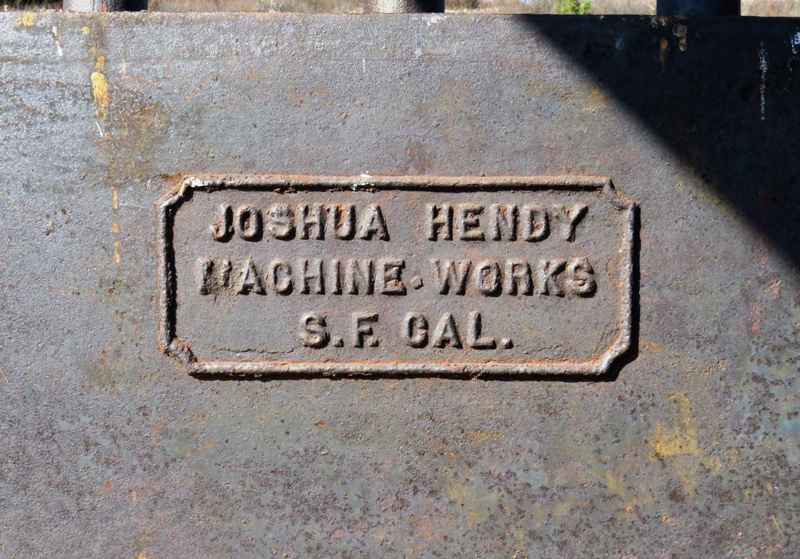 JOSHUA HENDY
MACHINE·WORKS
S.F. CAL.